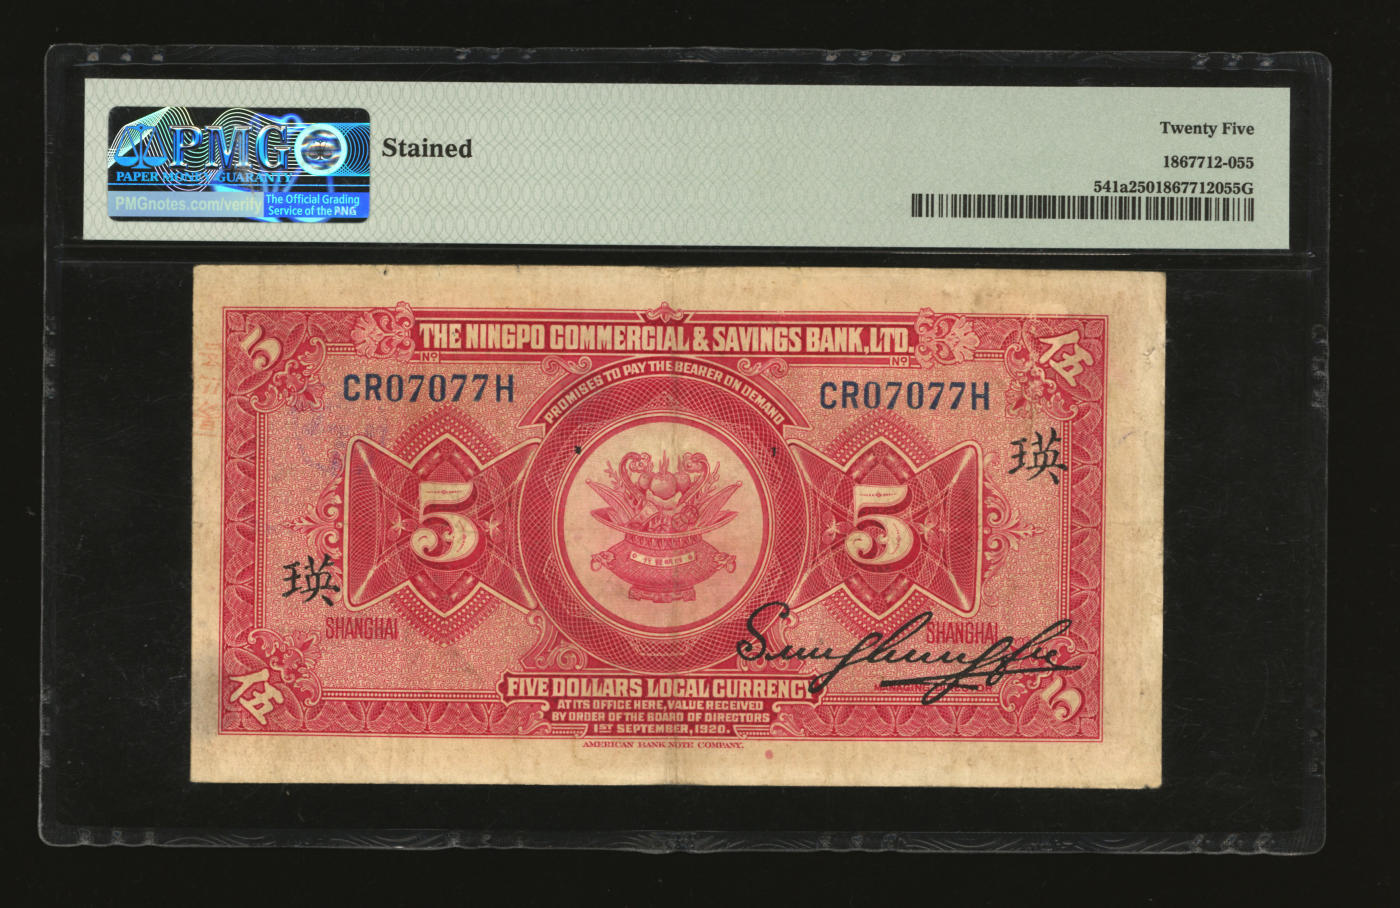 PMG
PAPER MONEY GUARANTY
PMGnotes.com/verify
The Official Grading
Service of the PNG
Stained
Twenty Five
1867712-055
541a2501867712055G
THE NINGPO COMMERCIAL & SAVINGS BANK, LTD.
Nº
Nº
CR07077H
CR07077H
PROMISES TO PAY THE BEARER ON DEMAND
5
伍
瑛
5
5
瑛
SHANGHAI
SHANGHAI
伍
5
FIVE DOLLARS LOCAL CURRENCY
AT ITS OFFICE HERE, VALUE RECEIVED
BY ORDER OF THE BOARD OF DIRECTORS
1ST SEPTEMBER, 1920.
AMERICAN BANK NOTE COMPANY.